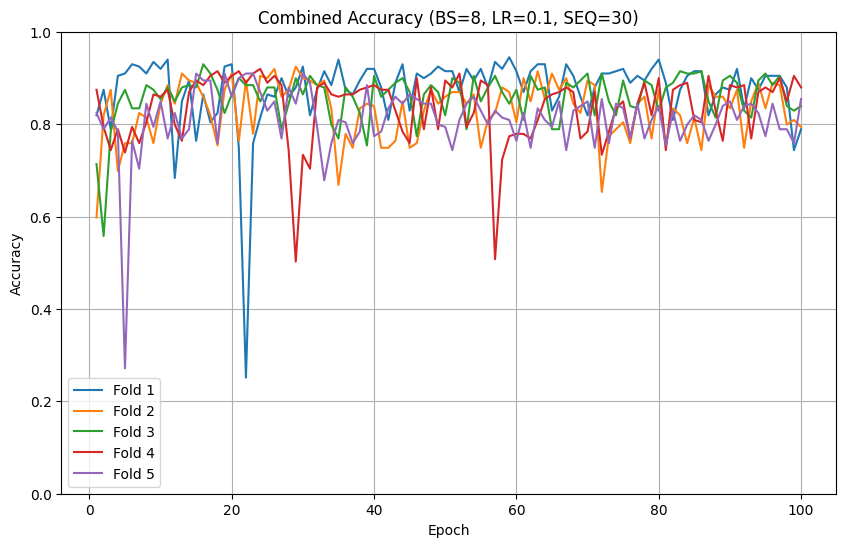 Combined Accuracy (BS=8, LR=0.1, SEQ=30)
1.0
0.8
0.6
0.4
0.2
0.0
Accuracy
Fold 1
Fold 2
Fold 3
Fold 4
Fold 5
0 20 40 60 80 100
Epoch